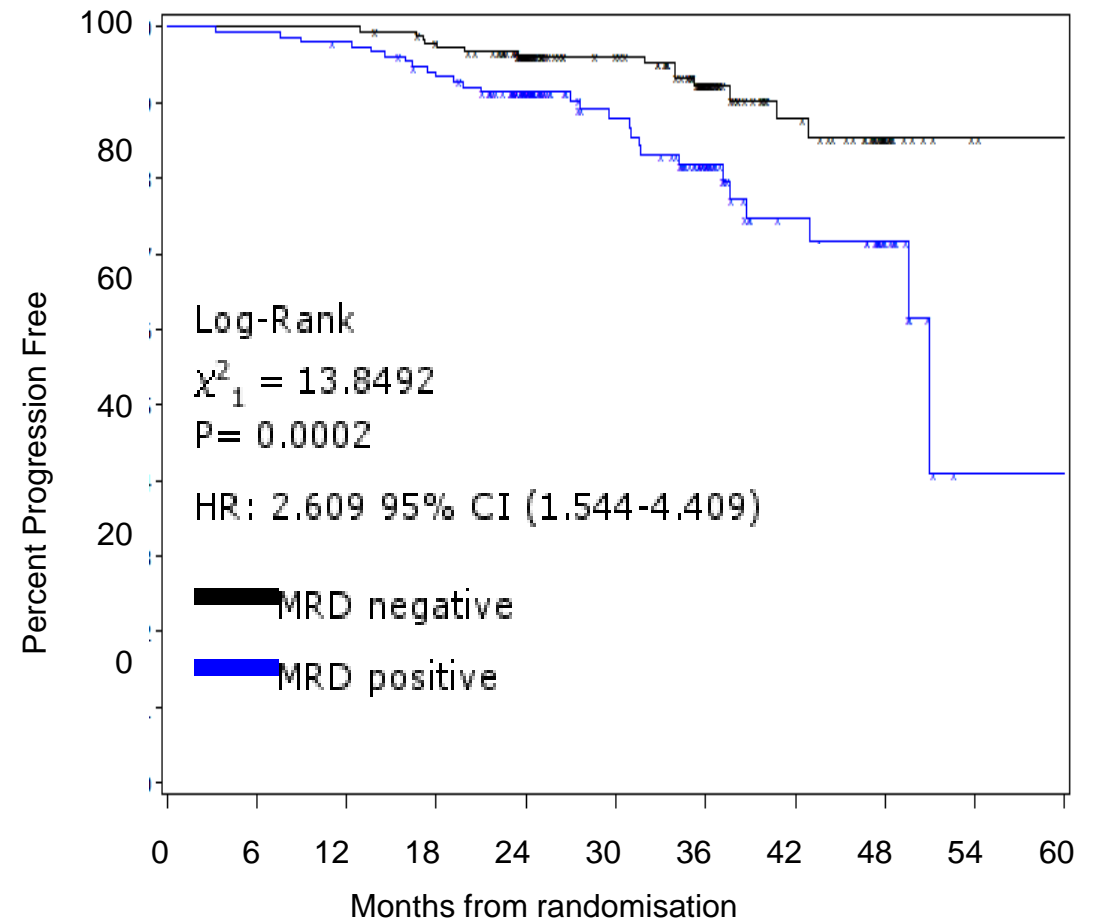 100
80
60
40
20
0
Percent Progression Free
Log-Rank
χ²₁ = 13.8492
P= 0.0002
HR: 2.609 95% CI (1.544-4.409)
MRD negative
MRD positive
0 6 12 18 24 30 36 42 48 54 60
Months from randomisation